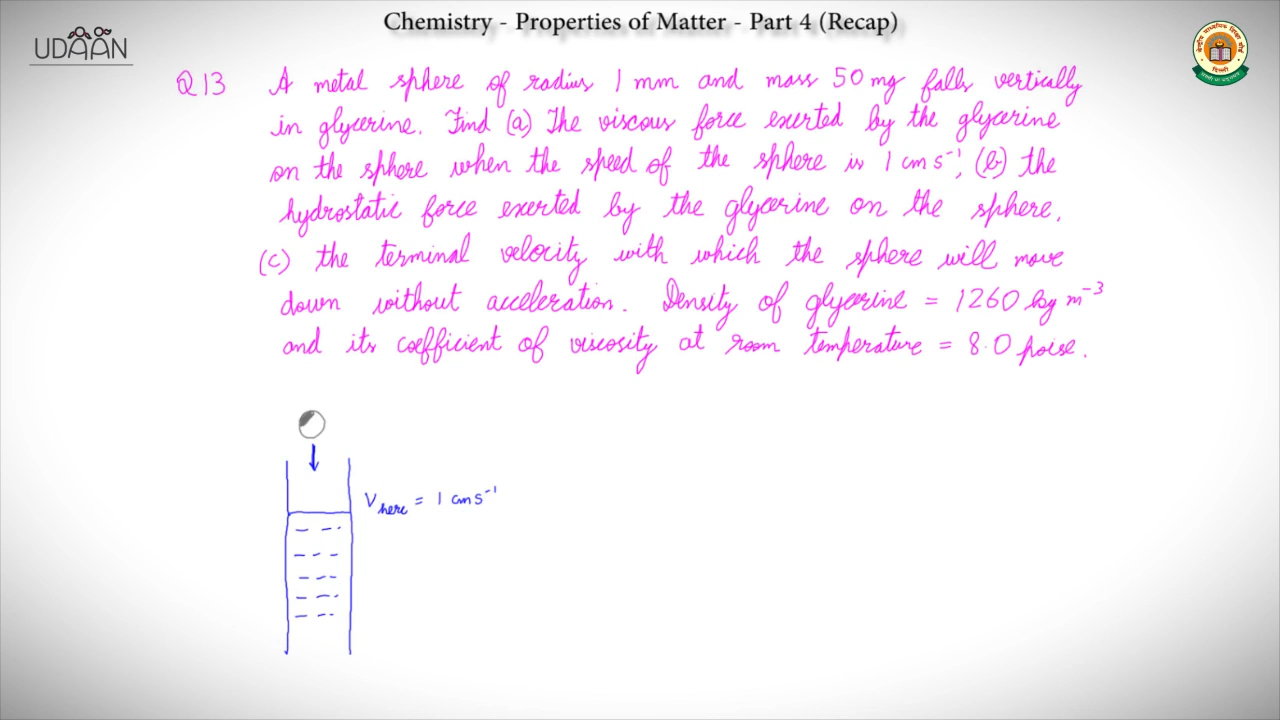 Chemistry - Properties of Matter - Part 4 (Recap)
UDAAN
Q13 A metal sphere of radius 1 mm and mass 50 mg falls vertically
in glycerine. Find (a) The viscous force exerted by the glycerine
on the sphere when the speed of the sphere is 1 cm s⁻¹, (b) the
hydrostatic force exerted by the glycerine on the sphere.
(c) the terminal velocity with which the sphere will move
down without acceleration. Density of glycerine = 1260 kg m⁻³
and its coefficient of viscosity at room temperature = 8.0 poise.
V here = 1 cm s⁻¹